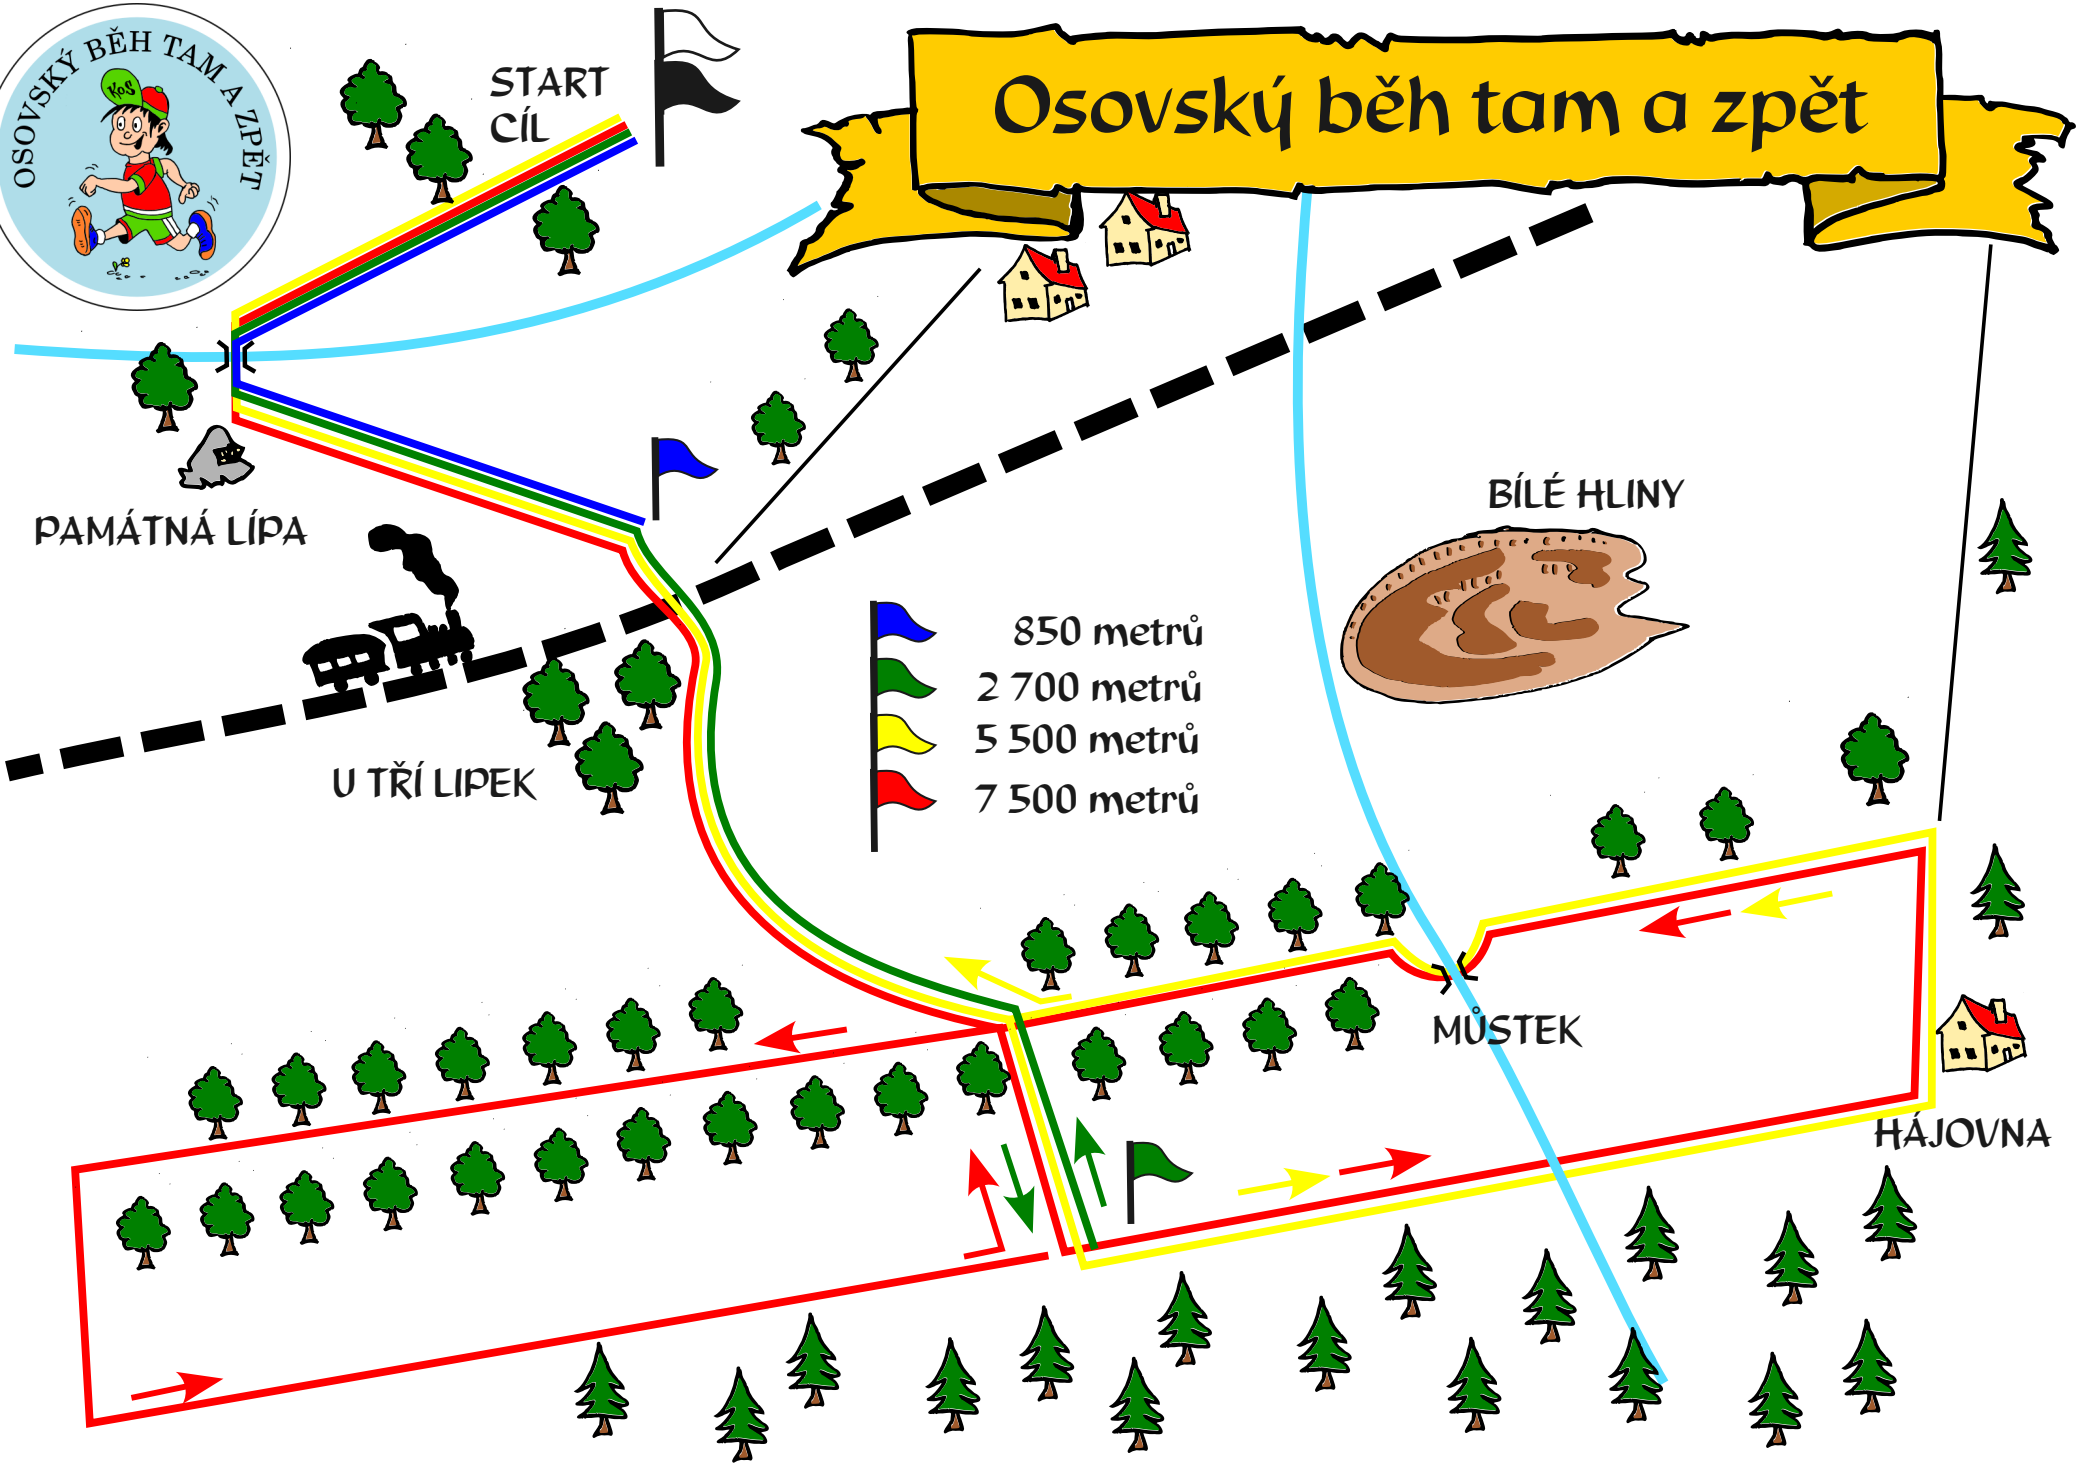 OSOVSKÝ BĚH TAM A ZPĚT
KoS
START
CÍL
Osovský běh tam a zpět
PAMÁTNÁ LÍPA
BÍLÉ HLINY
850 metrů
2 700 metrů
5 500 metrů
7 500 metrů
U TŘÍ LIPEK
MŮSTEK
HÁJOVNA